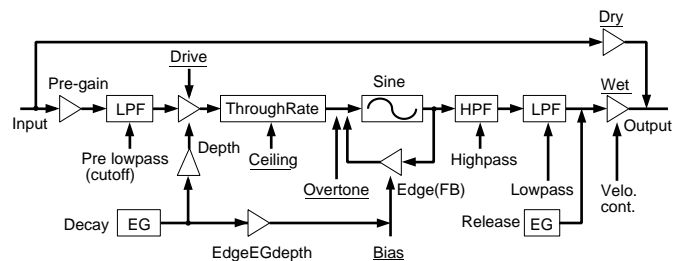 Dry
Drive
Sine
Pre-gain
Wet
LPF
ThroughRate
HPF
LPF
Input
Output
Depth
Pre lowpass
(cutoff)
Ceiling
Overtone
Edge(FB)
Highpass
Lowpass
Velo.
cont.
Decay
EG
Release
EG
EdgeEGdepth
Bias